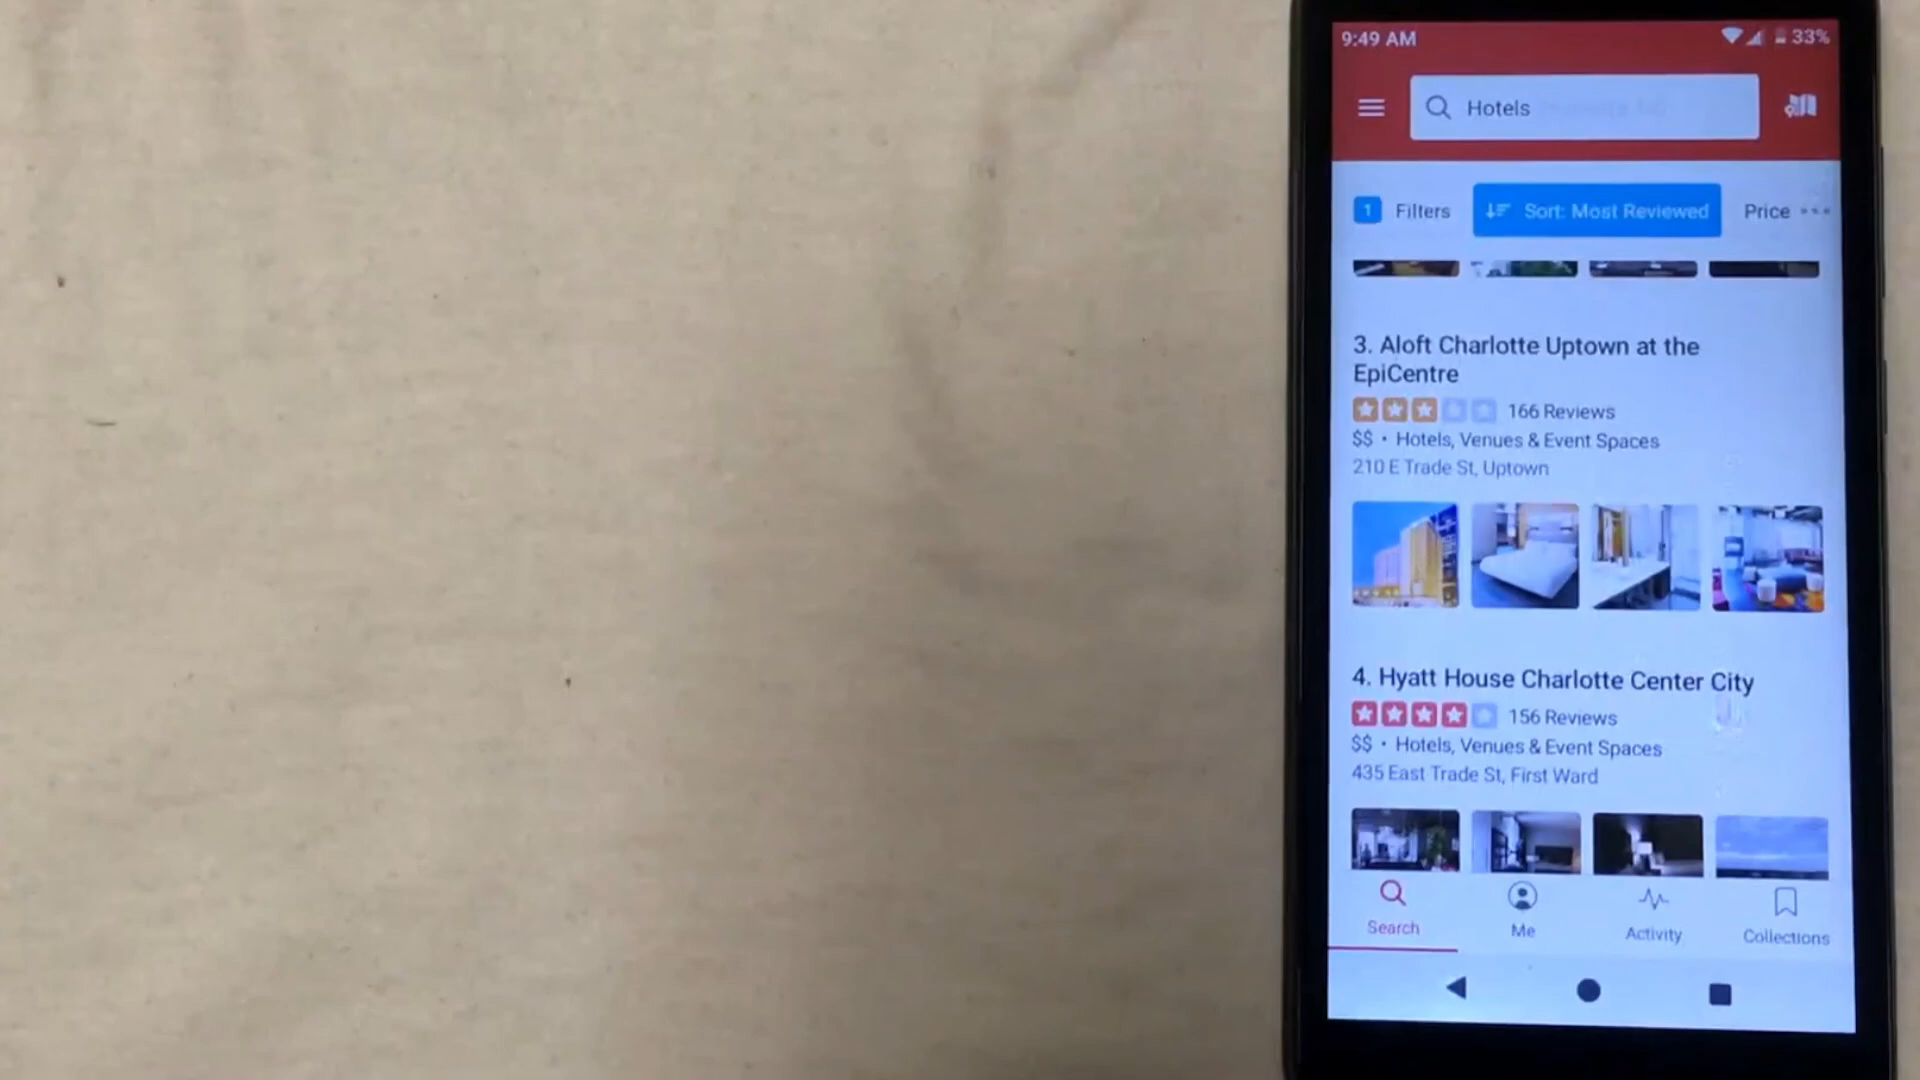 9:49 AM
33%
Hotels
1 Filters
Sort: Most Reviewed
Price
3. Aloft Charlotte Uptown at the
EpiCentre
166 Reviews
$$ • Hotels, Venues & Event Spaces
210 E Trade St, Uptown
4. Hyatt House Charlotte Center City
156 Reviews
$$ • Hotels, Venues & Event Spaces
435 East Trade St, First Ward
Search
Me
Activity
Collections